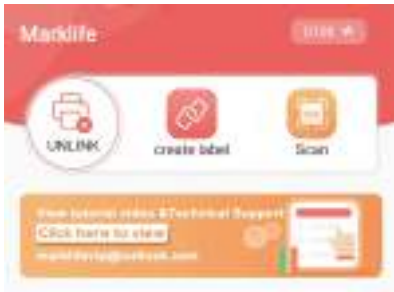 Marklife
UNLINK
create label
Scan
View tutorial video &Technical Support
Click here to view